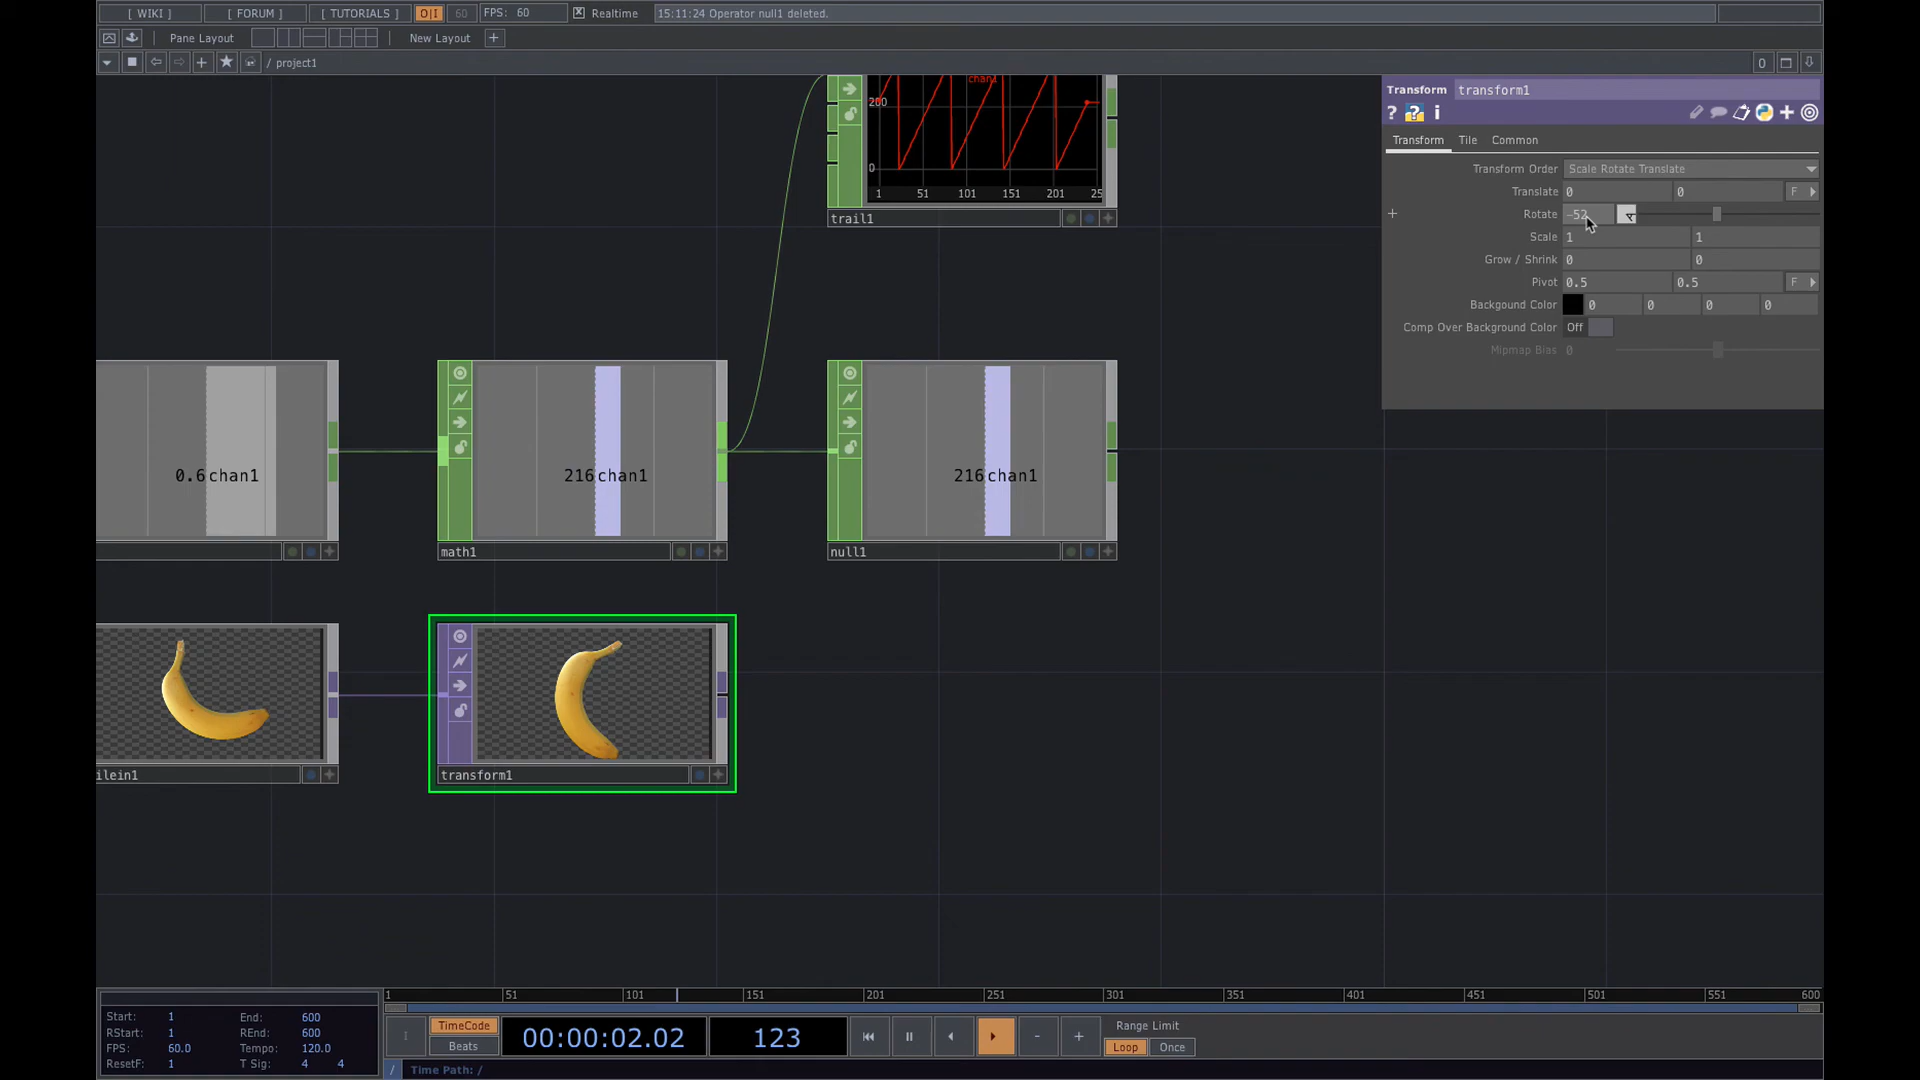 [ WIKI ] [ FORUM ] [ TUTORIALS ] O|I 60 FPS: 60 Realtime 15:11:24 Operator null1 deleted.
Pane Layout New Layout +
/ project1 0
Transform transform1
? ? i
Transform Tile Common
Transform Order Scale Rotate Translate
Translate 0 0 F
Rotate -52
Scale 1 1
Grow / Shrink 0 0
Pivot 0.5 0.5 F
Background Color 0 0 0 0
Comp Over Background Color Off
Mipmap Bias 0
chan1
200
0
1 51 101 151 201 25
trail1
0.6 chan1 216 chan1 216 chan1
math1 null1
ilein1 transform1
1 51 101 151 201 251 301 351 401 451 501 551 600
Start: 1 End: 600
RStart: 1 REnd: 600
FPS: 60.0 Tempo: 120.0
ResetF: 1 T Sig: 4 4
TimeCode
Beats
00:00:02.02 123
- +
Range Limit
Loop Once
/ Time Path: /